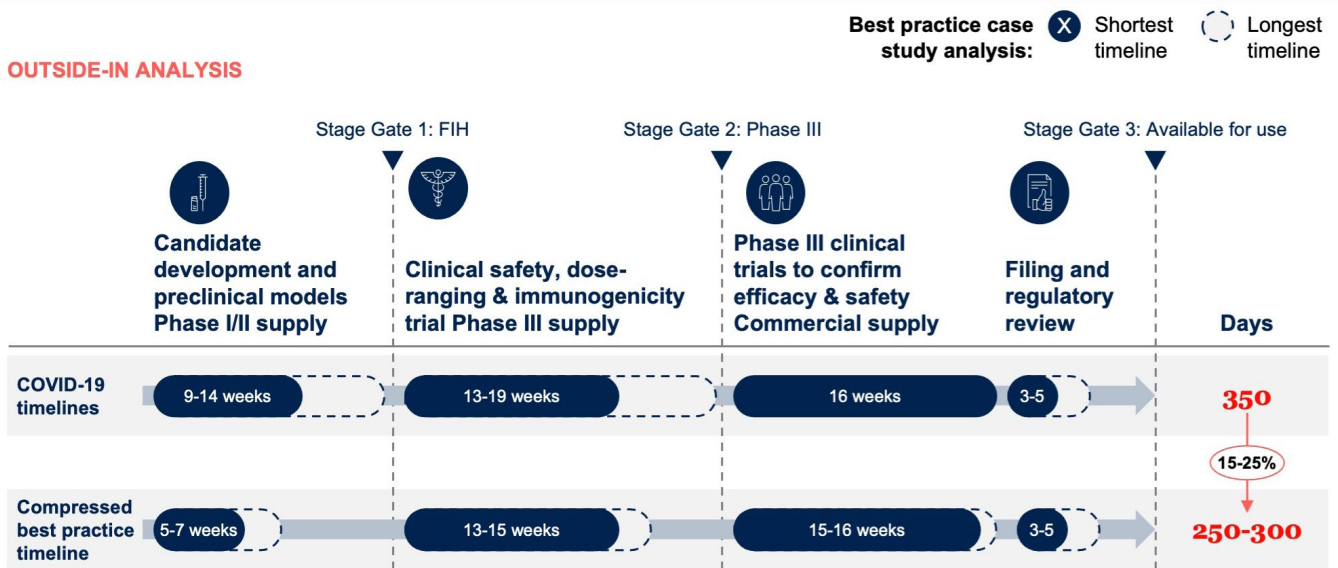 Best practice case
study analysis:
X
Shortest
timeline
Longest
timeline
OUTSIDE-IN ANALYSIS
Stage Gate 1: FIH
Stage Gate 2: Phase III
Stage Gate 3: Available for use
Candidate
development and
preclinical models
Phase I/II supply
Clinical safety, dose-
ranging & immunogenicity
trial Phase III supply
Phase III clinical
trials to confirm
efficacy & safety
Commercial supply
Filing and
regulatory
review
Days
COVID-19
timelines
9-14 weeks
13-19 weeks
16 weeks
3-5
350
15-25%
Compressed
best practice
timeline
5-7 weeks
13-15 weeks
15-16 weeks
3-5
250-300